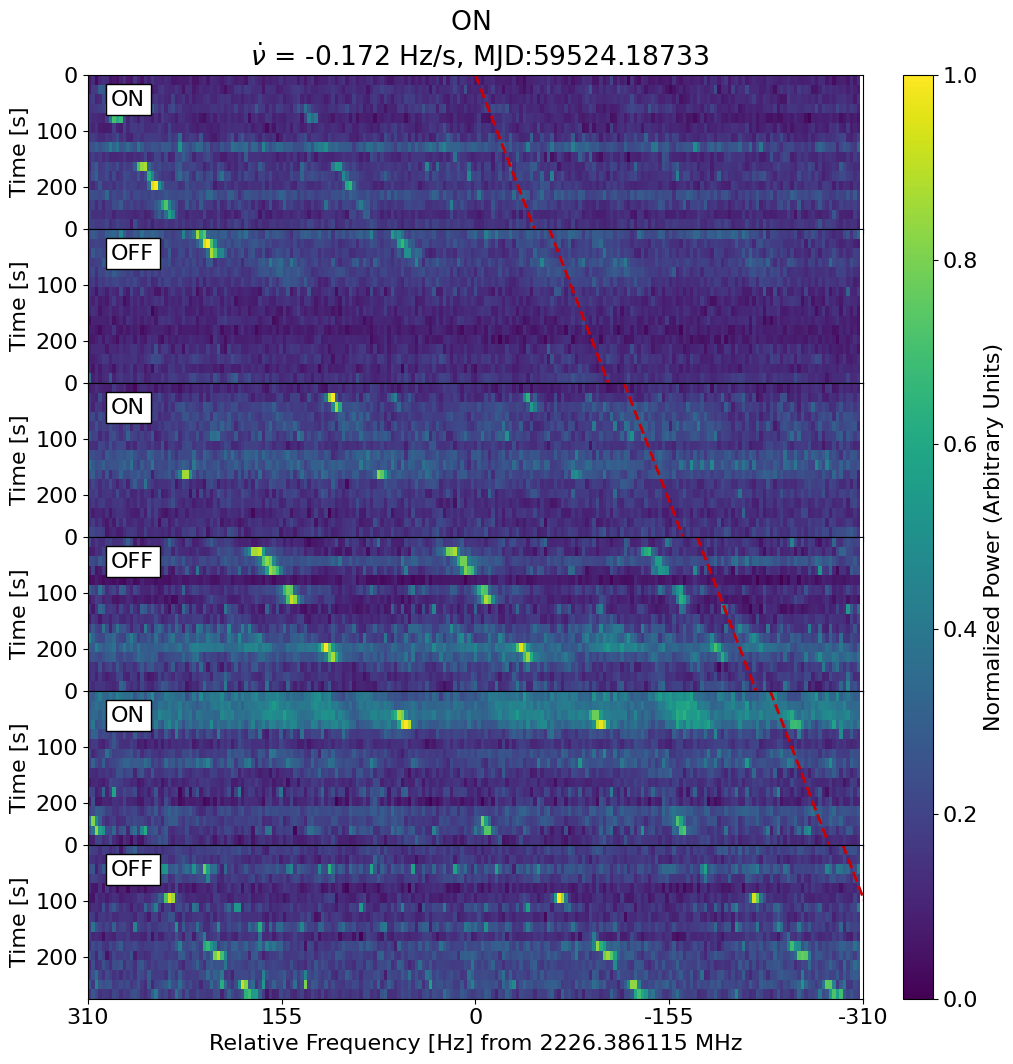 ON
ν̇ = -0.172 Hz/s, MJD:59524.18733
0
ON
100
200
Time [s]
0
OFF
100
200
Time [s]
0
ON
100
200
Time [s]
0
OFF
100
200
Time [s]
0
ON
100
200
Time [s]
0
OFF
100
200
Time [s]
310 155 0 -155 -310
Relative Frequency [Hz] from 2226.386115 MHz
1.0
0.8
0.6
0.4
0.2
0.0
Normalized Power (Arbitrary Units)